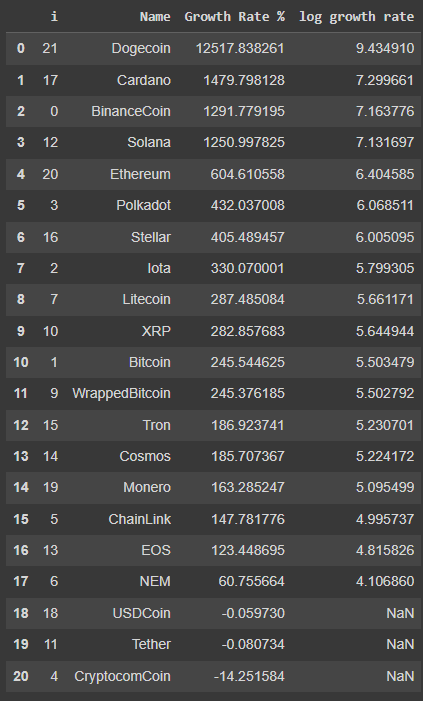 i Name Growth Rate % log growth rate
0 21 Dogecoin 12517.838261 9.434910
1 17 Cardano 1479.798128 7.299661
2 0 BinanceCoin 1291.779195 7.163776
3 12 Solana 1250.997825 7.131697
4 20 Ethereum 604.610558 6.404585
5 3 Polkadot 432.037008 6.068511
6 16 Stellar 405.489457 6.005095
7 2 Iota 330.070001 5.799305
8 7 Litecoin 287.485084 5.661171
9 10 XRP 282.857683 5.644944
10 1 Bitcoin 245.544625 5.503479
11 9 WrappedBitcoin 245.376185 5.502792
12 15 Tron 186.923741 5.230701
13 14 Cosmos 185.707367 5.224172
14 19 Monero 163.285247 5.095499
15 5 ChainLink 147.781776 4.995737
16 13 EOS 123.448695 4.815826
17 6 NEM 60.755664 4.106860
18 18 USDCoin -0.059730 NaN
19 11 Tether -0.080734 NaN
20 4 CryptocomCoin -14.251584 NaN